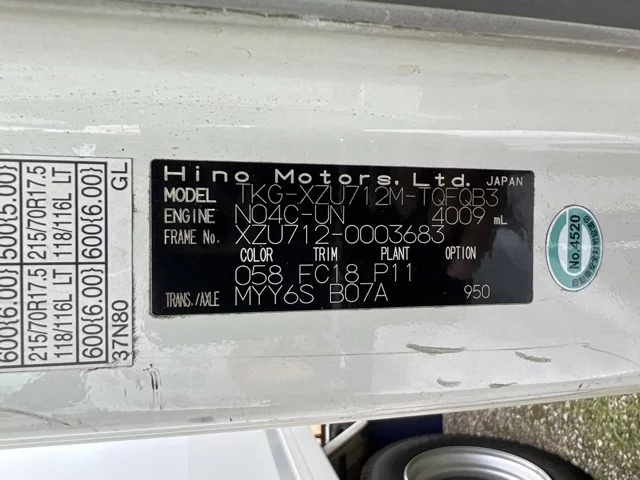 Hino Motors, Ltd. JAPAN
MODEL TKG-XZU712M-TQFQB3
ENGINE N04C-UN 4009 mL
FRAME No. XZU712-0003683
COLOR TRIM PLANT OPTION
058 FC18 P11
TRANS./AXLE MYY6S B07A 950
600{6.00} 500{5.00}
215/70R17.5 215/70R17.5
118/116L LT 118/116L LT
600{6.00} 600{6.00}
37N80 GL
No.4520